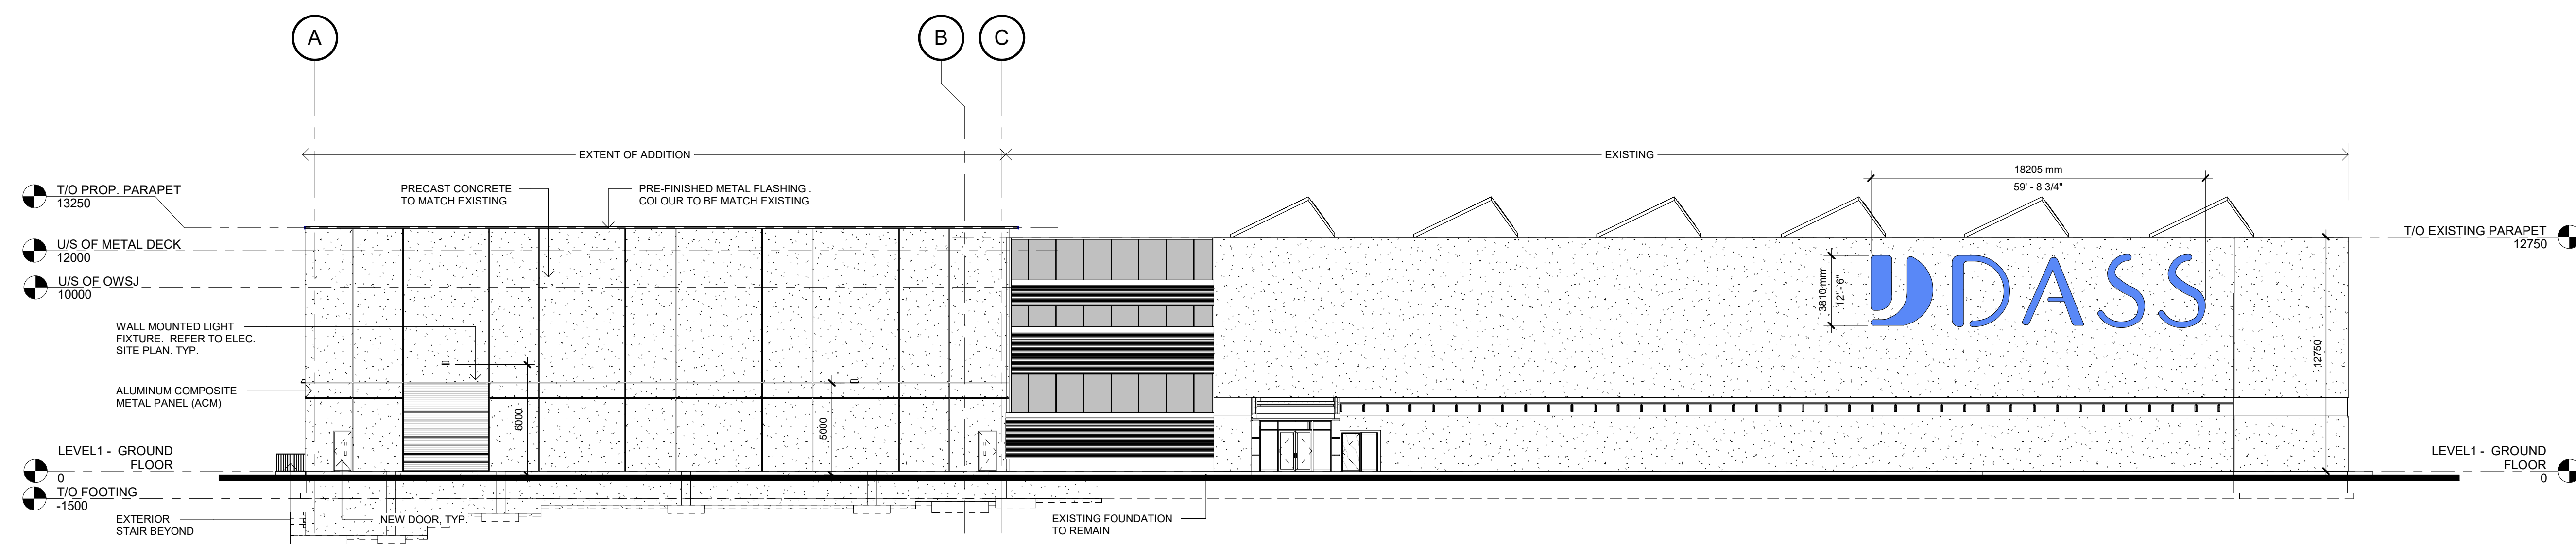 A
B
C
EXTENT OF ADDITION
EXISTING
18205 mm
59' - 8 3/4"
T/O PROP. PARAPET
13250
PRECAST CONCRETE
TO MATCH EXISTING
PRE-FINISHED METAL FLASHING .
COLOUR TO BE MATCH EXISTING
T/O EXISTING PARAPET
12750
U/S OF METAL DECK
12000
U/S OF OWSJ
10000
3810 mm
12' - 6"
DASS
WALL MOUNTED LIGHT
FIXTURE. REFER TO ELEC.
SITE PLAN. TYP.
12750
ALUMINUM COMPOSITE
METAL PANEL (ACM)
6000
5000
LEVEL1 - GROUND
FLOOR
0
LEVEL1 - GROUND
FLOOR
0
T/O FOOTING
-1500
EXTERIOR
STAIR BEYOND
NEW DOOR, TYP.
EXISTING FOUNDATION
TO REMAIN